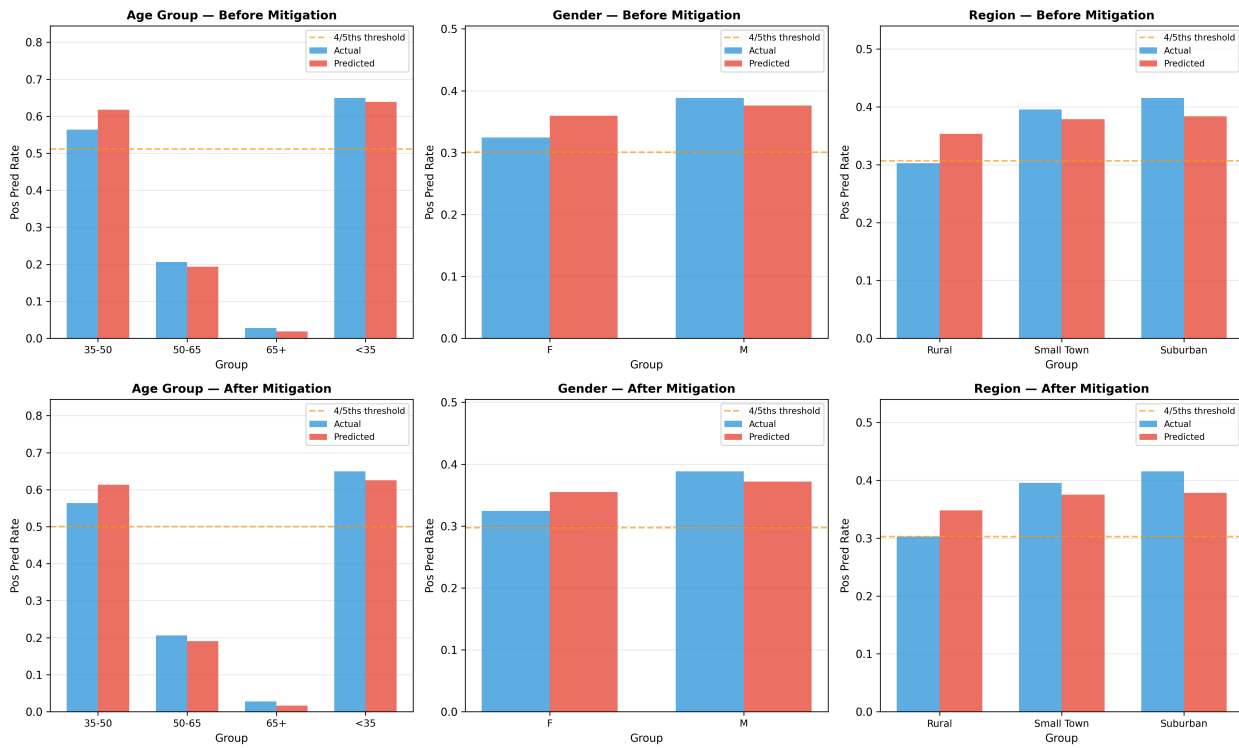 Age Group — Before Mitigation
4/5ths threshold
Actual
Predicted
Pos Pred Rate
0.8
0.7
0.6
0.5
0.4
0.3
0.2
0.1
0.0
35-50 50-65 65+ <35
Group
Gender — Before Mitigation
4/5ths threshold
Actual
Predicted
Pos Pred Rate
0.5
0.4
0.3
0.2
0.1
0.0
F M
Group
Region — Before Mitigation
4/5ths threshold
Actual
Predicted
Pos Pred Rate
0.5
0.4
0.3
0.2
0.1
0.0
Rural Small Town Suburban
Group
Age Group — After Mitigation
4/5ths threshold
Actual
Predicted
Pos Pred Rate
0.8
0.7
0.6
0.5
0.4
0.3
0.2
0.1
0.0
35-50 50-65 65+ <35
Group
Gender — After Mitigation
4/5ths threshold
Actual
Predicted
Pos Pred Rate
0.5
0.4
0.3
0.2
0.1
0.0
F M
Group
Region — After Mitigation
4/5ths threshold
Actual
Predicted
Pos Pred Rate
0.5
0.4
0.3
0.2
0.1
0.0
Rural Small Town Suburban
Group